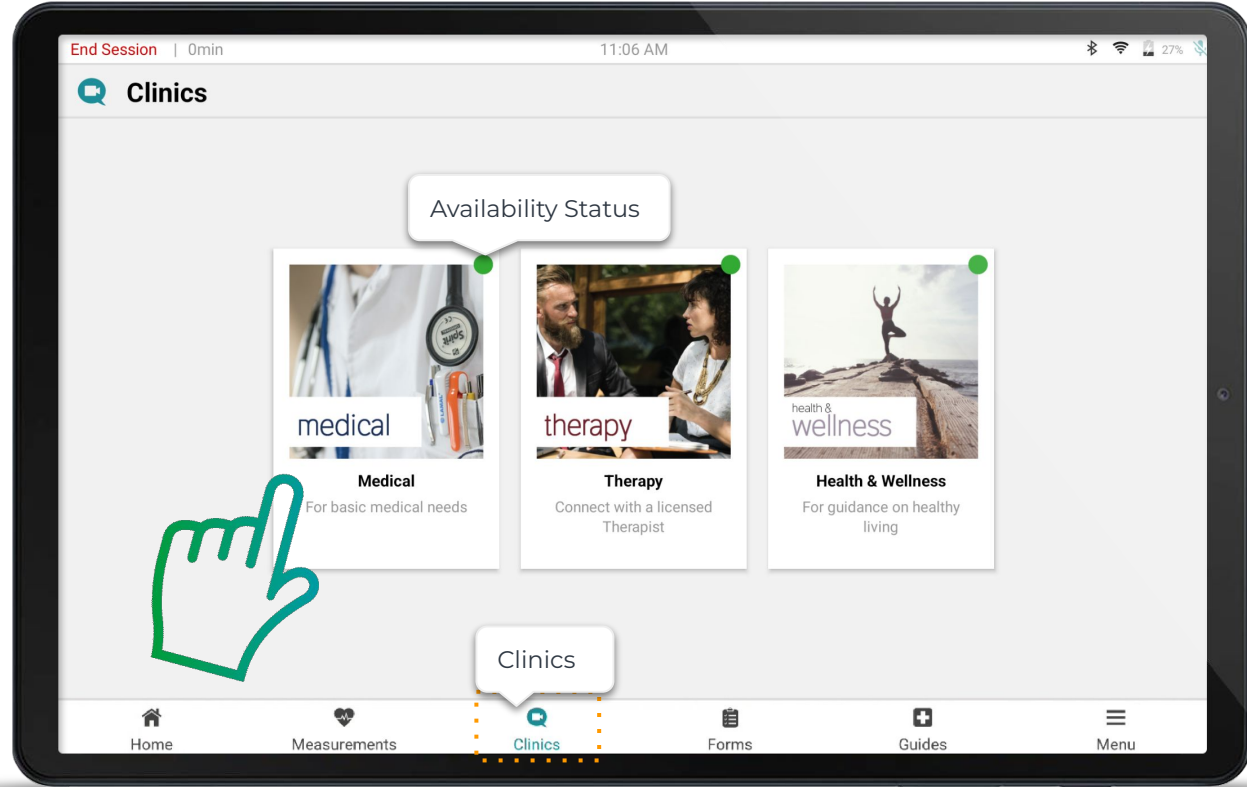 End Session | 0min 11:06 AM 27%
Clinics
Availability Status
Spirit
medical
therapy
health &
wellness
Medical
For basic medical needs
Therapy
Connect with a licensed
Therapist
Health & Wellness
For guidance on healthy
living
Clinics
Home Measurements Clinics Forms Guides Menu